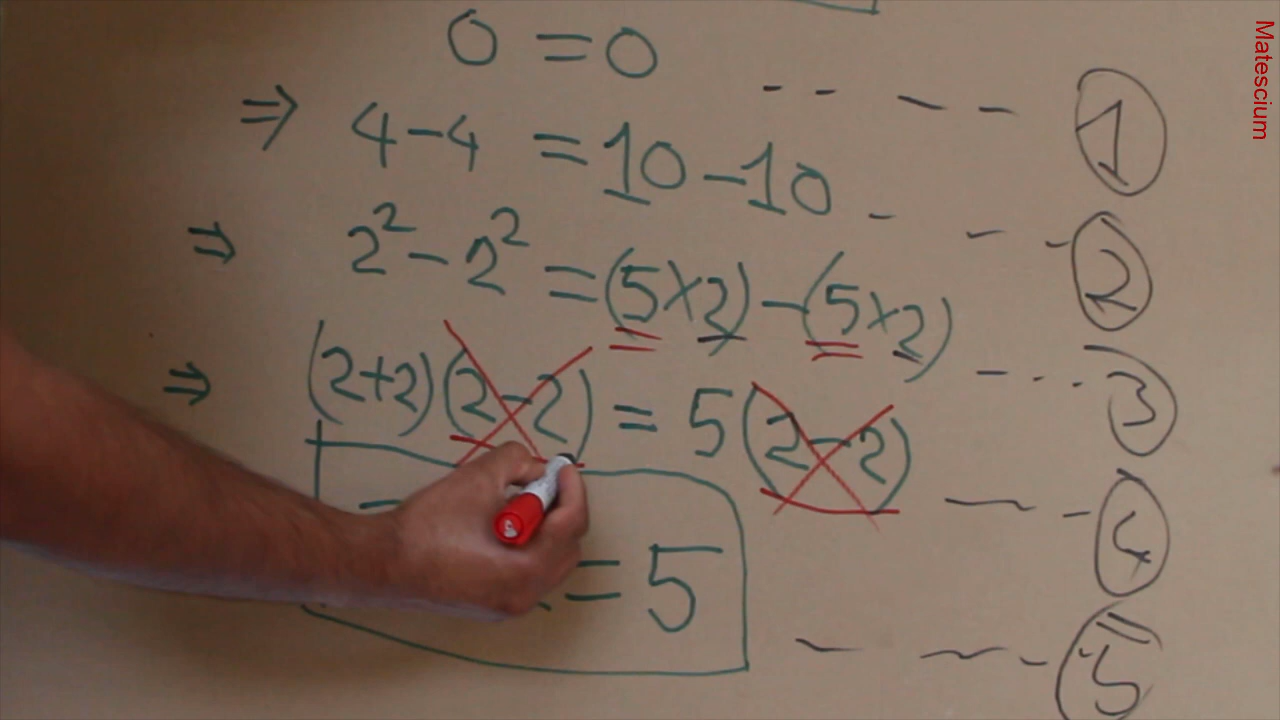 0 = 0 -- -- ①
⇒ 4-4 = 10-10 - - - ②
⇒ 2²-2² = (5×2)-(5×2) - - - ③
⇒ (2+2)(2-2) = 5(2-2) -- - ④
= 5 - - - ⑤
Matescium